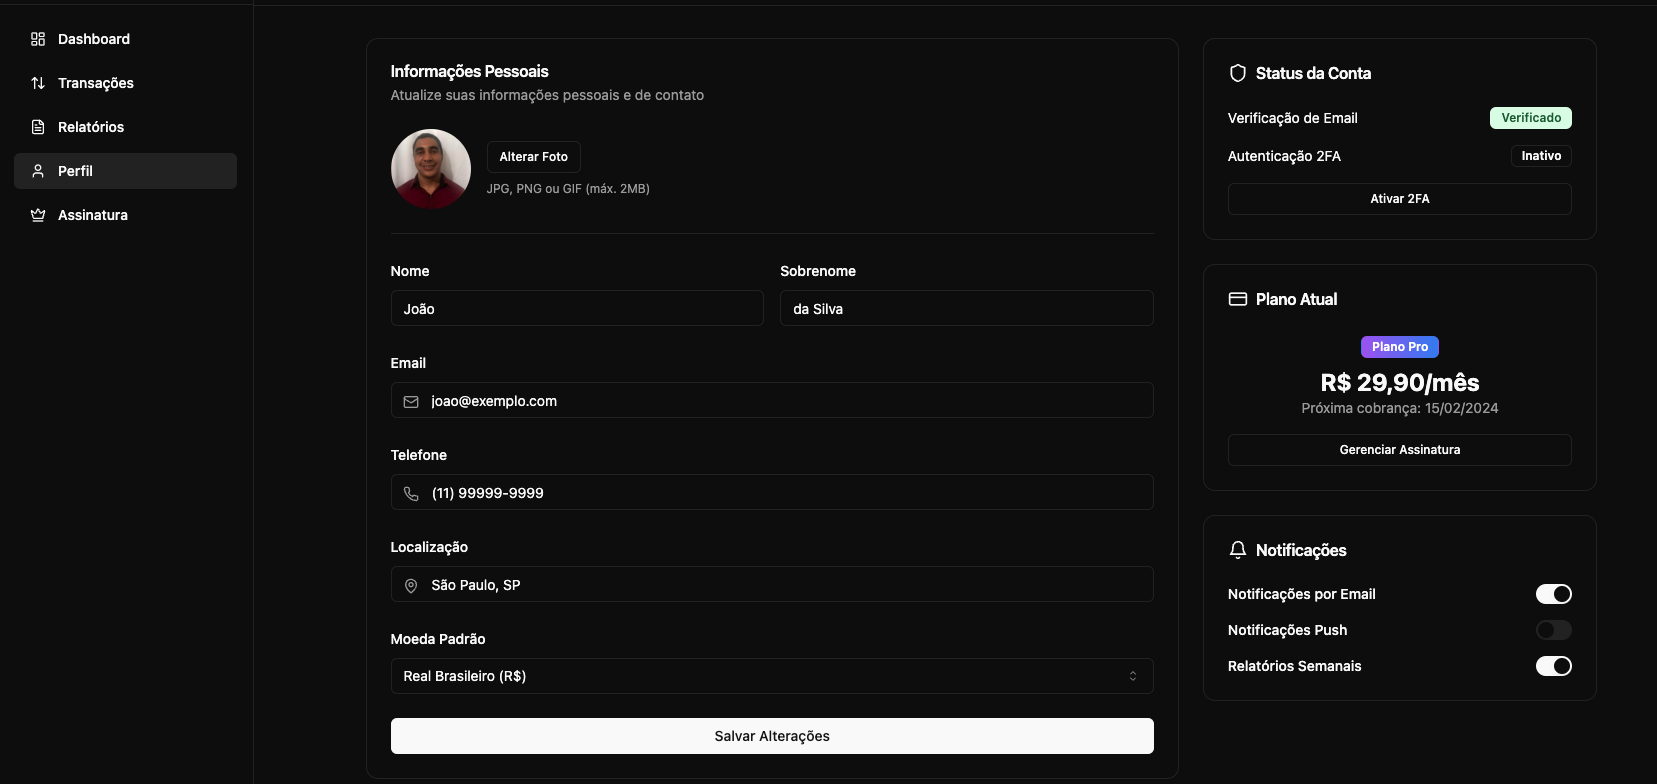 Dashboard
Transações
Relatórios
Perfil
Assinatura
Informações Pessoais
Atualize suas informações pessoais e de contato
Alterar Foto
JPG, PNG ou GIF (máx. 2MB)
Nome
Sobrenome
João
da Silva
Email
joao@exemplo.com
Telefone
(11) 99999-9999
Localização
São Paulo, SP
Moeda Padrão
Real Brasileiro (R$)
Salvar Alterações
Status da Conta
Verificação de Email
Verificado
Autenticação 2FA
Inativo
Ativar 2FA
Plano Atual
Plano Pro
R$ 29,90/mês
Próxima cobrança: 15/02/2024
Gerenciar Assinatura
Notificações
Notificações por Email
Notificações Push
Relatórios Semanais